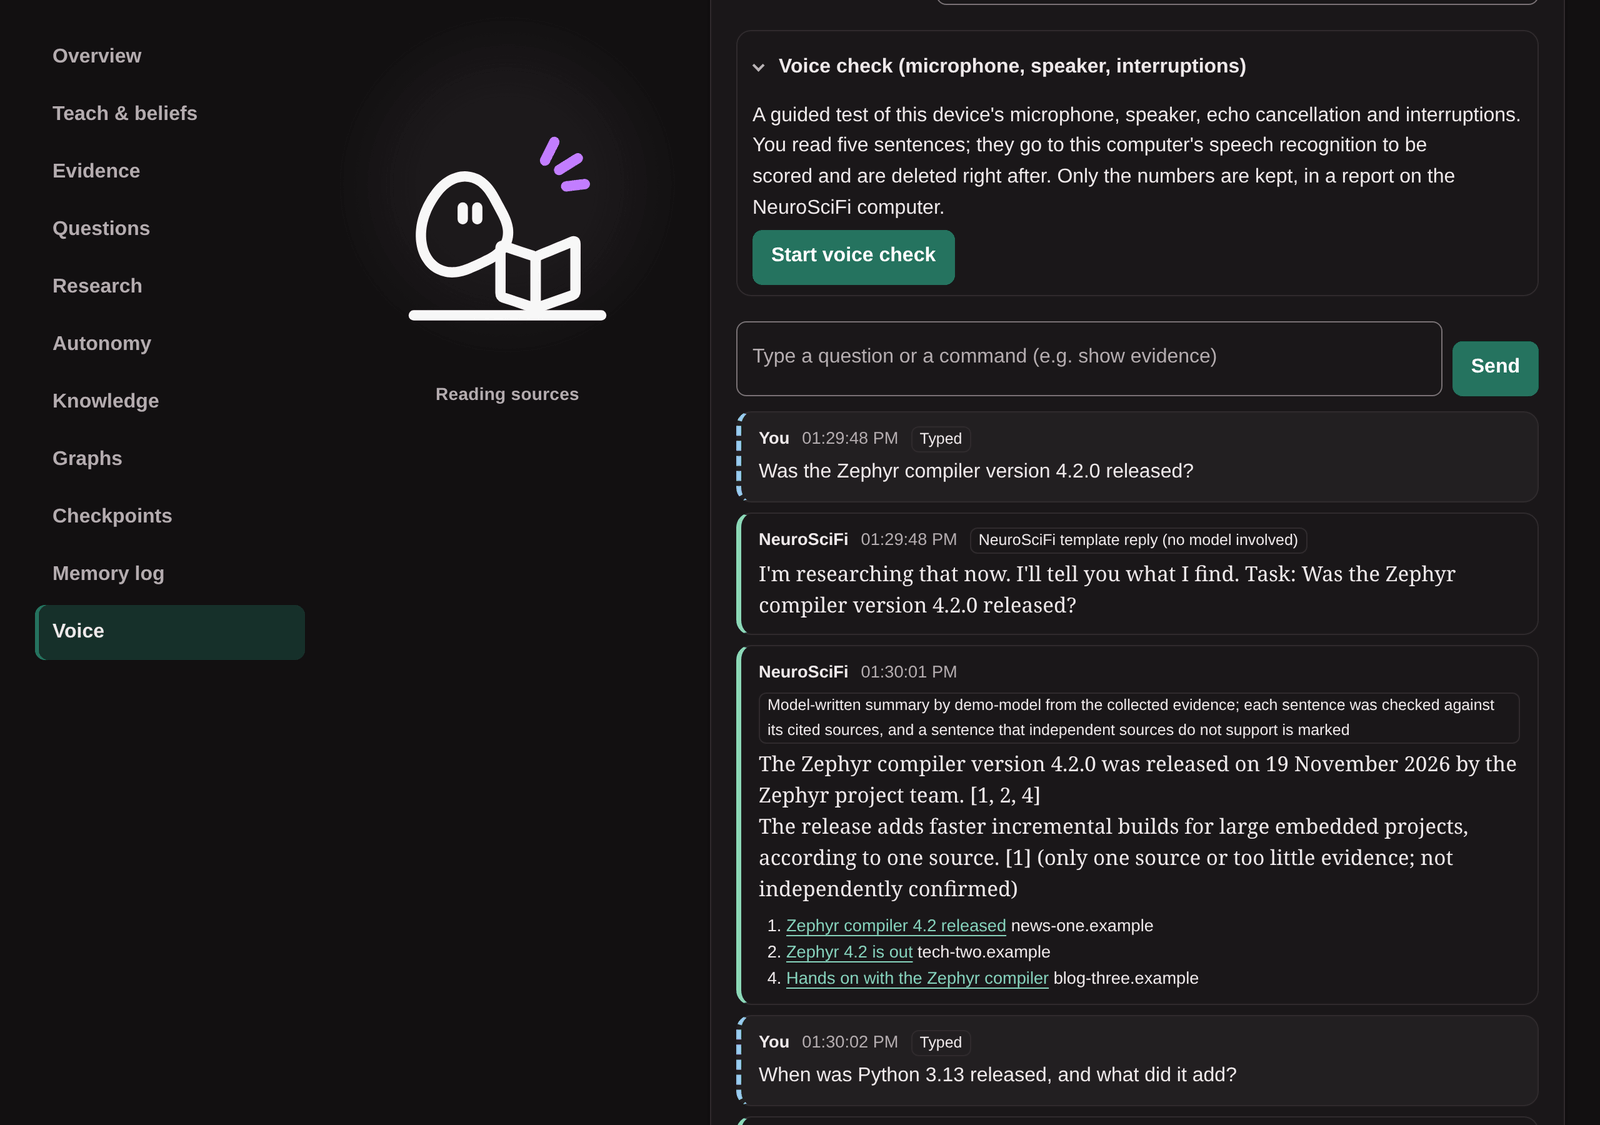 Overview
Teach & beliefs
Evidence
Questions
Research
Autonomy
Knowledge
Graphs
Checkpoints
Memory log
Voice
Reading sources
Voice check (microphone, speaker, interruptions)
A guided test of this device's microphone, speaker, echo cancellation and interruptions.
You read five sentences; they go to this computer's speech recognition to be
scored and are deleted right after. Only the numbers are kept, in a report on the
NeuroSciFi computer.
Start voice check
Type a question or a command (e.g. show evidence)
Send
You 01:29:48 PM Typed
Was the Zephyr compiler version 4.2.0 released?
NeuroSciFi 01:29:48 PM NeuroSciFi template reply (no model involved)
I'm researching that now. I'll tell you what I find. Task: Was the Zephyr
compiler version 4.2.0 released?
NeuroSciFi 01:30:01 PM
Model-written summary by demo-model from the collected evidence; each sentence was checked against
its cited sources, and a sentence that independent sources do not support is marked
The Zephyr compiler version 4.2.0 was released on 19 November 2026 by the
Zephyr project team. [1, 2, 4]
The release adds faster incremental builds for large embedded projects,
according to one source. [1] (only one source or too little evidence; not
independently confirmed)
1. Zephyr compiler 4.2 released news-one.example
2. Zephyr 4.2 is out tech-two.example
4. Hands on with the Zephyr compiler blog-three.example
You 01:30:02 PM Typed
When was Python 3.13 released, and what did it add?